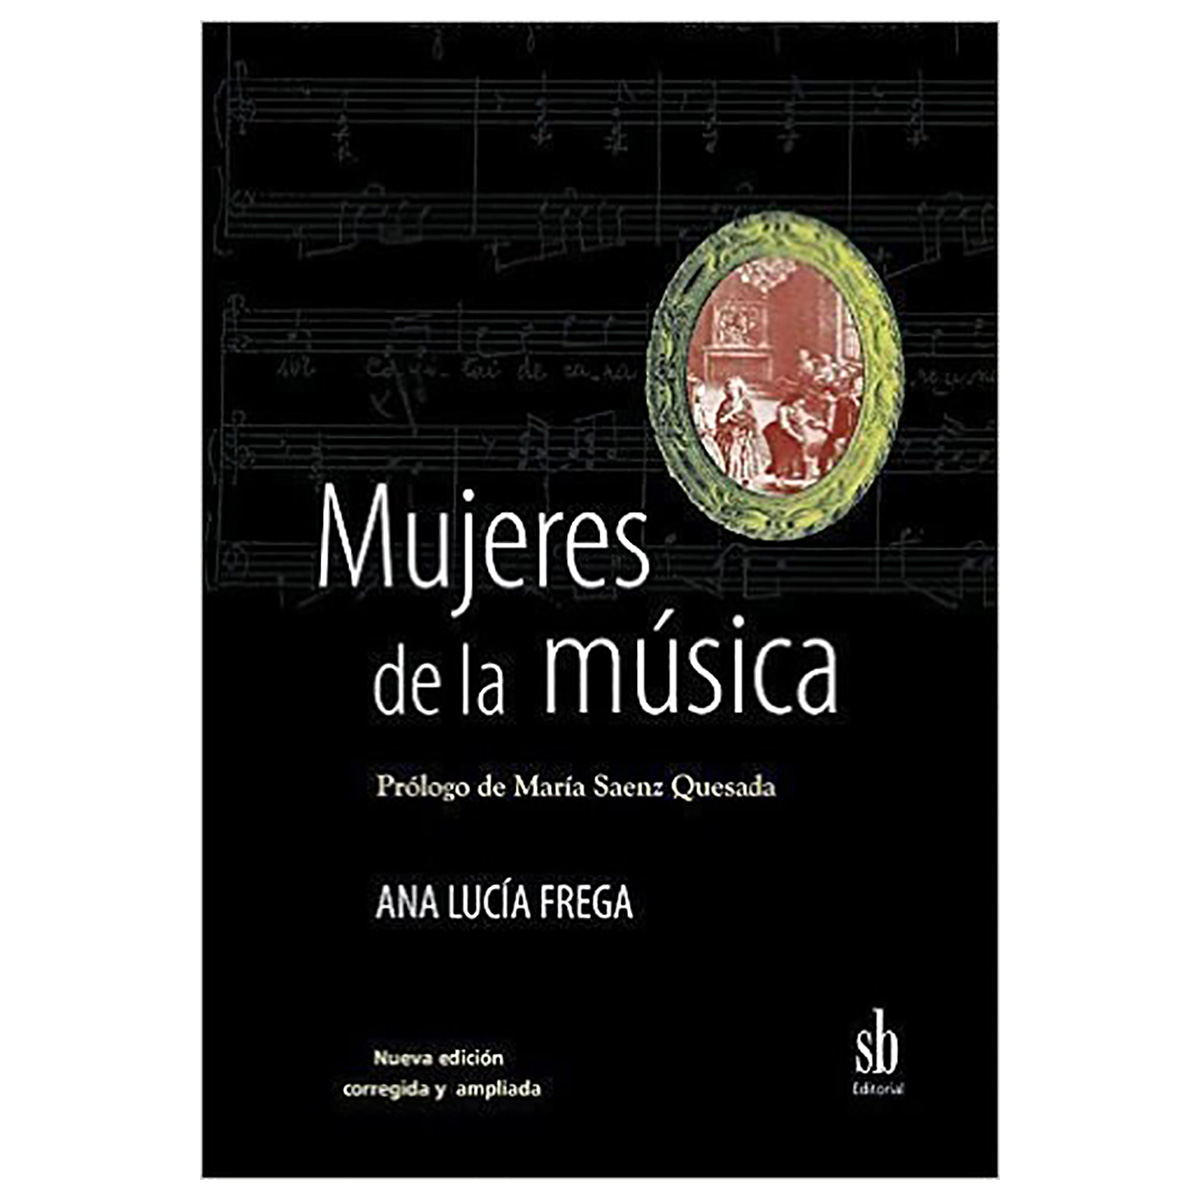 Mujeres
de la música
Prólogo de María Saenz Quesada
ANA LUCÍA FREGA
Nueva edición
corregida y ampliada
sb
Editorial